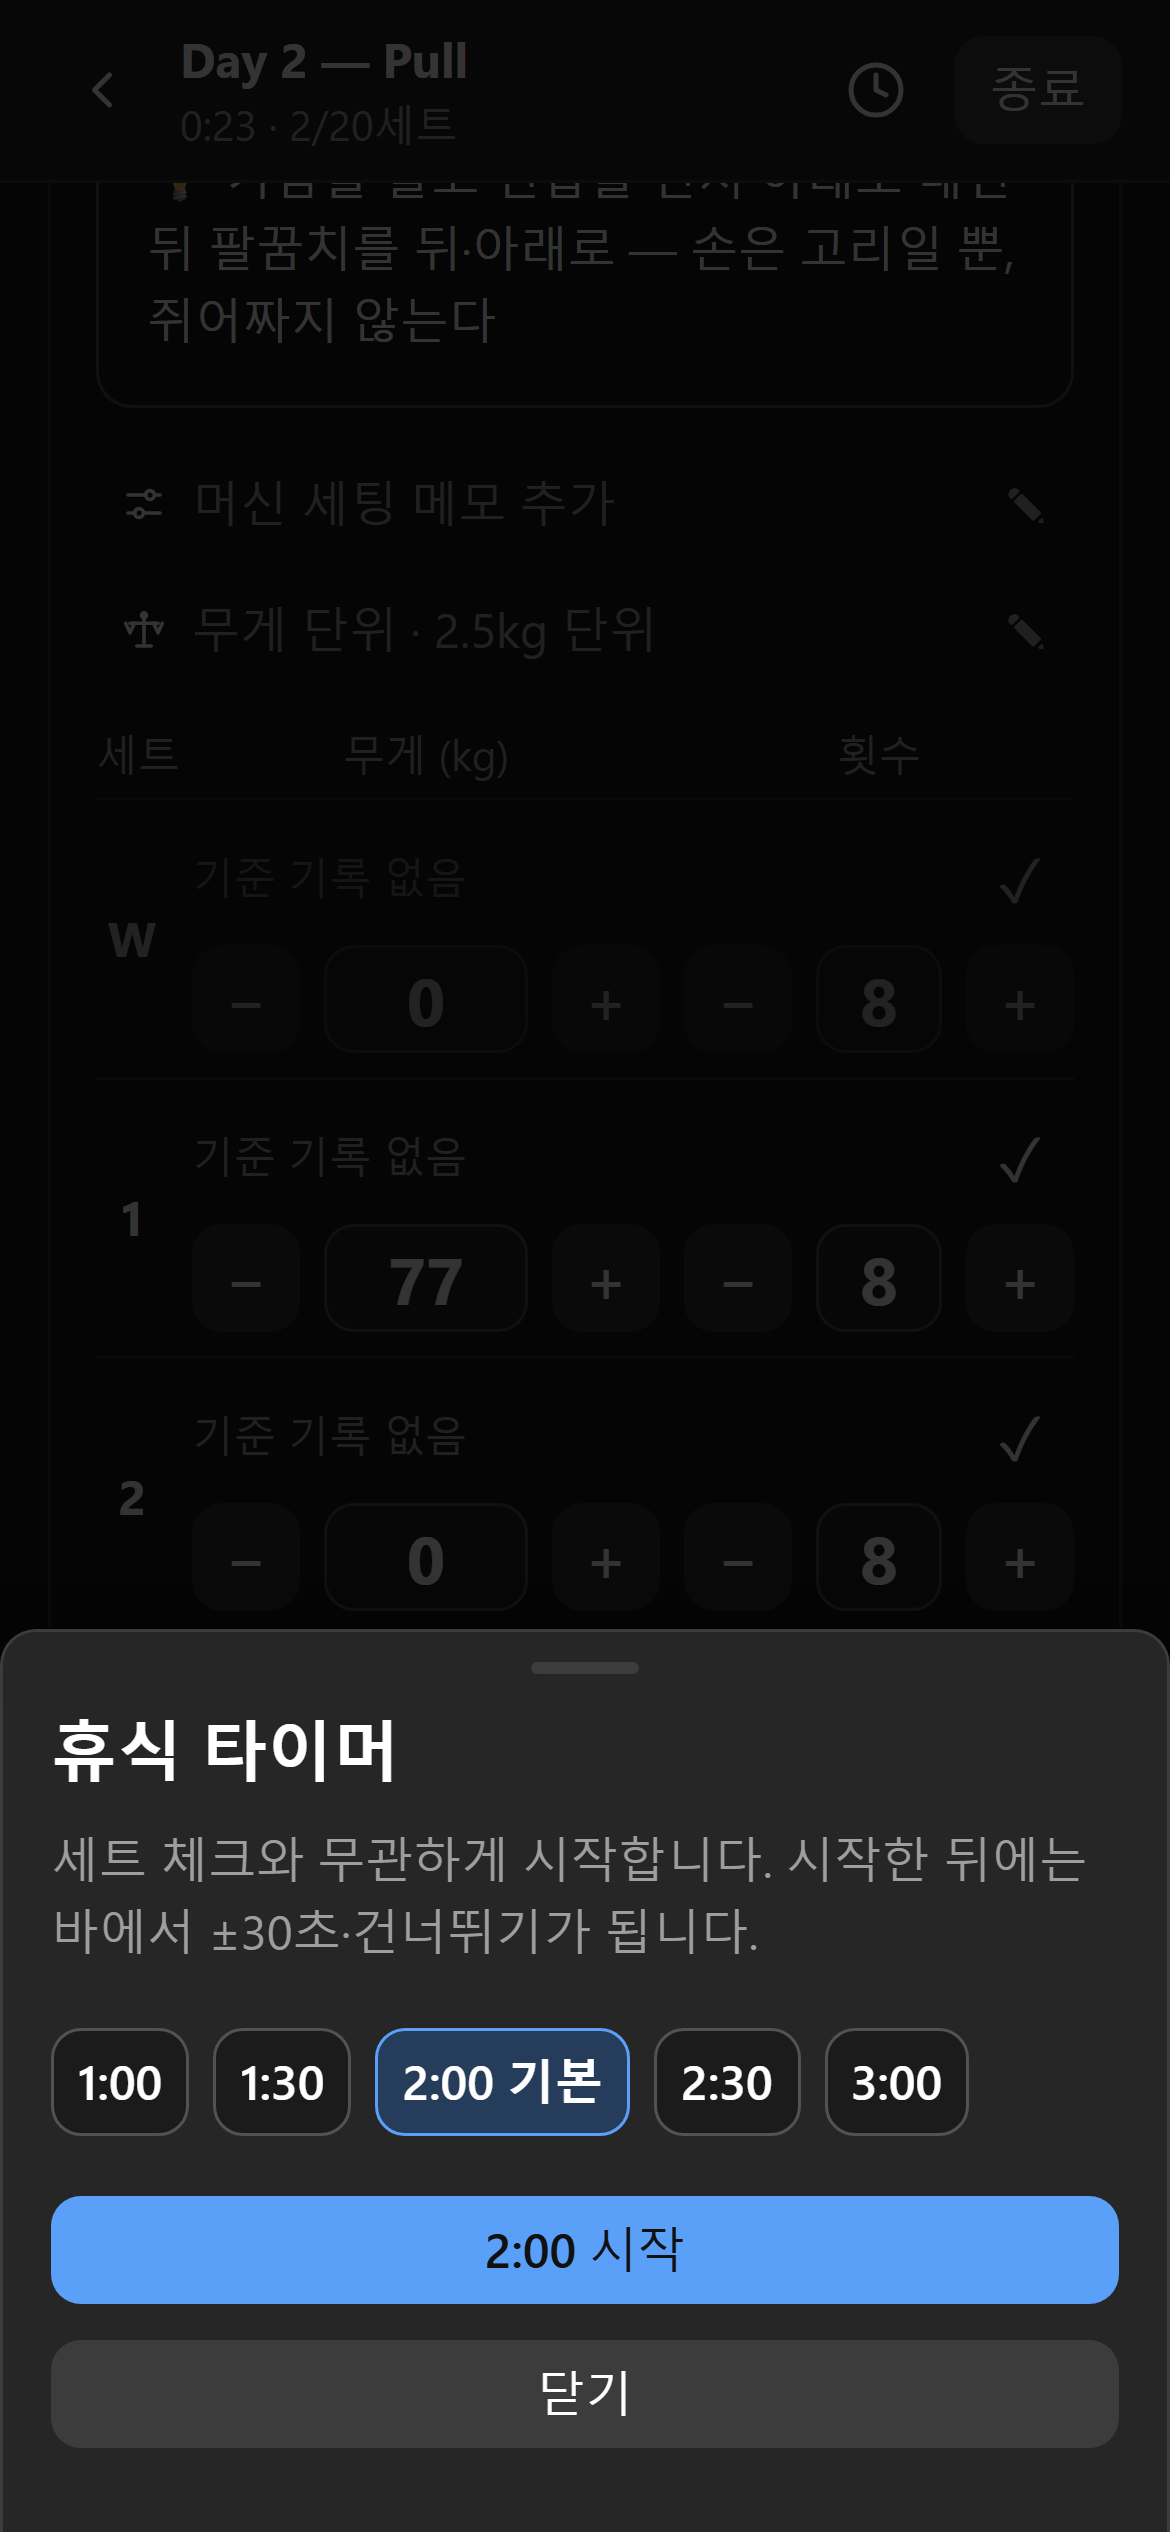 Day 2 — Pull
0:23 · 2/20세트
종료
뒤 팔꿈치를 뒤·아래로 — 손은 고리일 뿐,
쥐어짜지 않는다
머신 세팅 메모 추가
무게 단위 · 2.5kg 단위
세트 무게 (kg) 횟수
기준 기록 없음 ✓
W − 0 + − 8 +
기준 기록 없음 ✓
1 − 77 + − 8 +
기준 기록 없음 ✓
2 − 0 + − 8 +
휴식 타이머
세트 체크와 무관하게 시작합니다. 시작한 뒤에는
바에서 ±30초·건너뛰기가 됩니다.
1:00 1:30 2:00 기본 2:30 3:00
2:00 시작
닫기